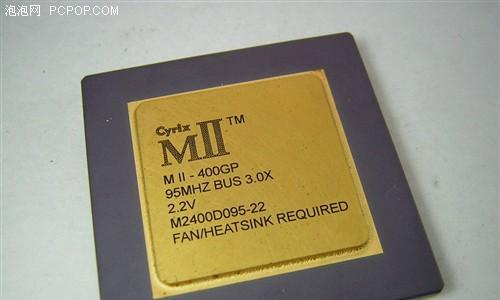 泡泡网 PCPOP.COM
Cyrix
MII™
M II - 400GP
95MHZ BUS 3.0X
2.2V
M2400D095-22
FAN/HEATSINK REQUIRED